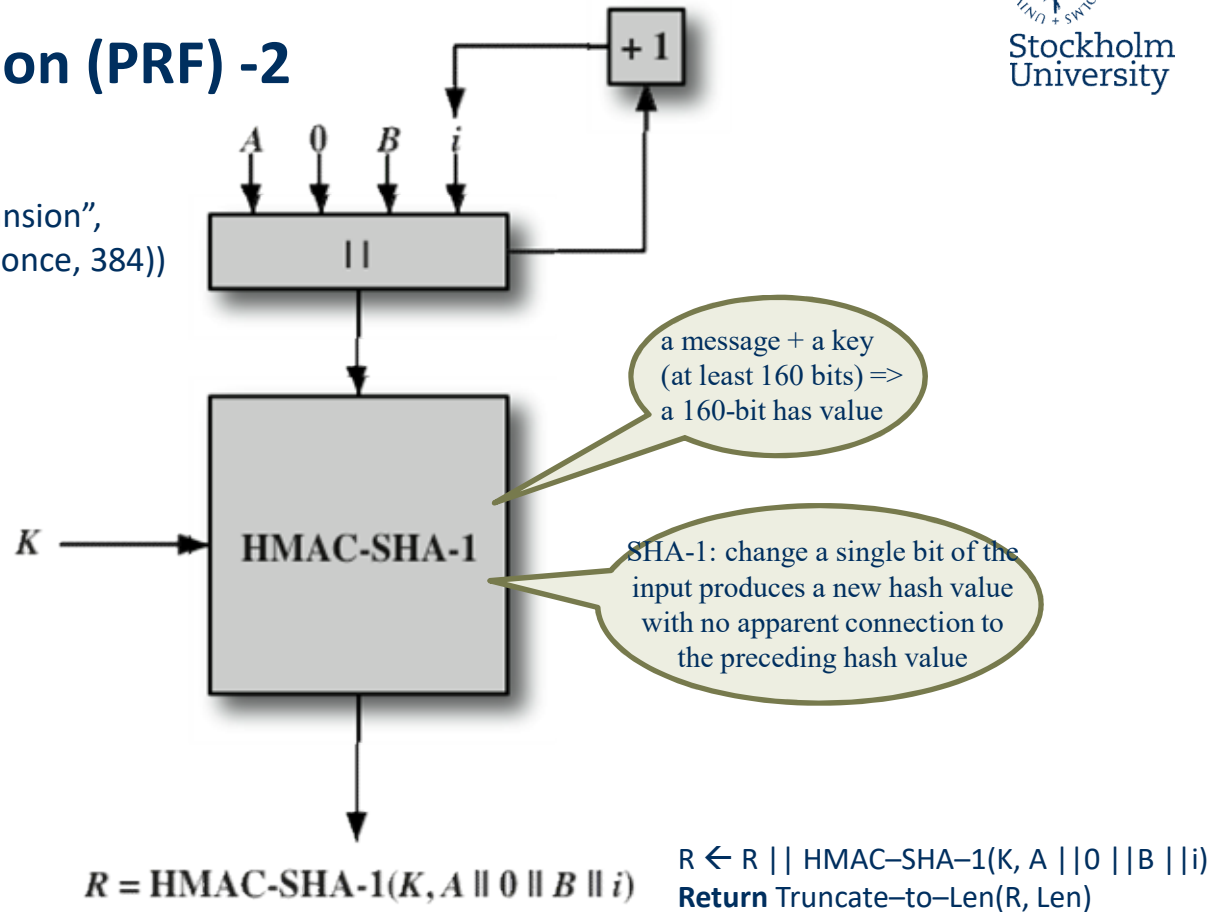 on (PRF) -2
Stockholm
University
+ 1
A 0 B i
nsion”,
once, 384))
||
a message + a key
(at least 160 bits) =>
a 160-bit has value
K
HMAC-SHA-1
SHA-1: change a single bit of the
input produces a new hash value
with no apparent connection to
the preceding hash value
R = HMAC-SHA-1(K, A || 0 || B || i)
R ← R || HMAC–SHA–1(K, A ||0 ||B ||i)
Return Truncate–to–Len(R, Len)